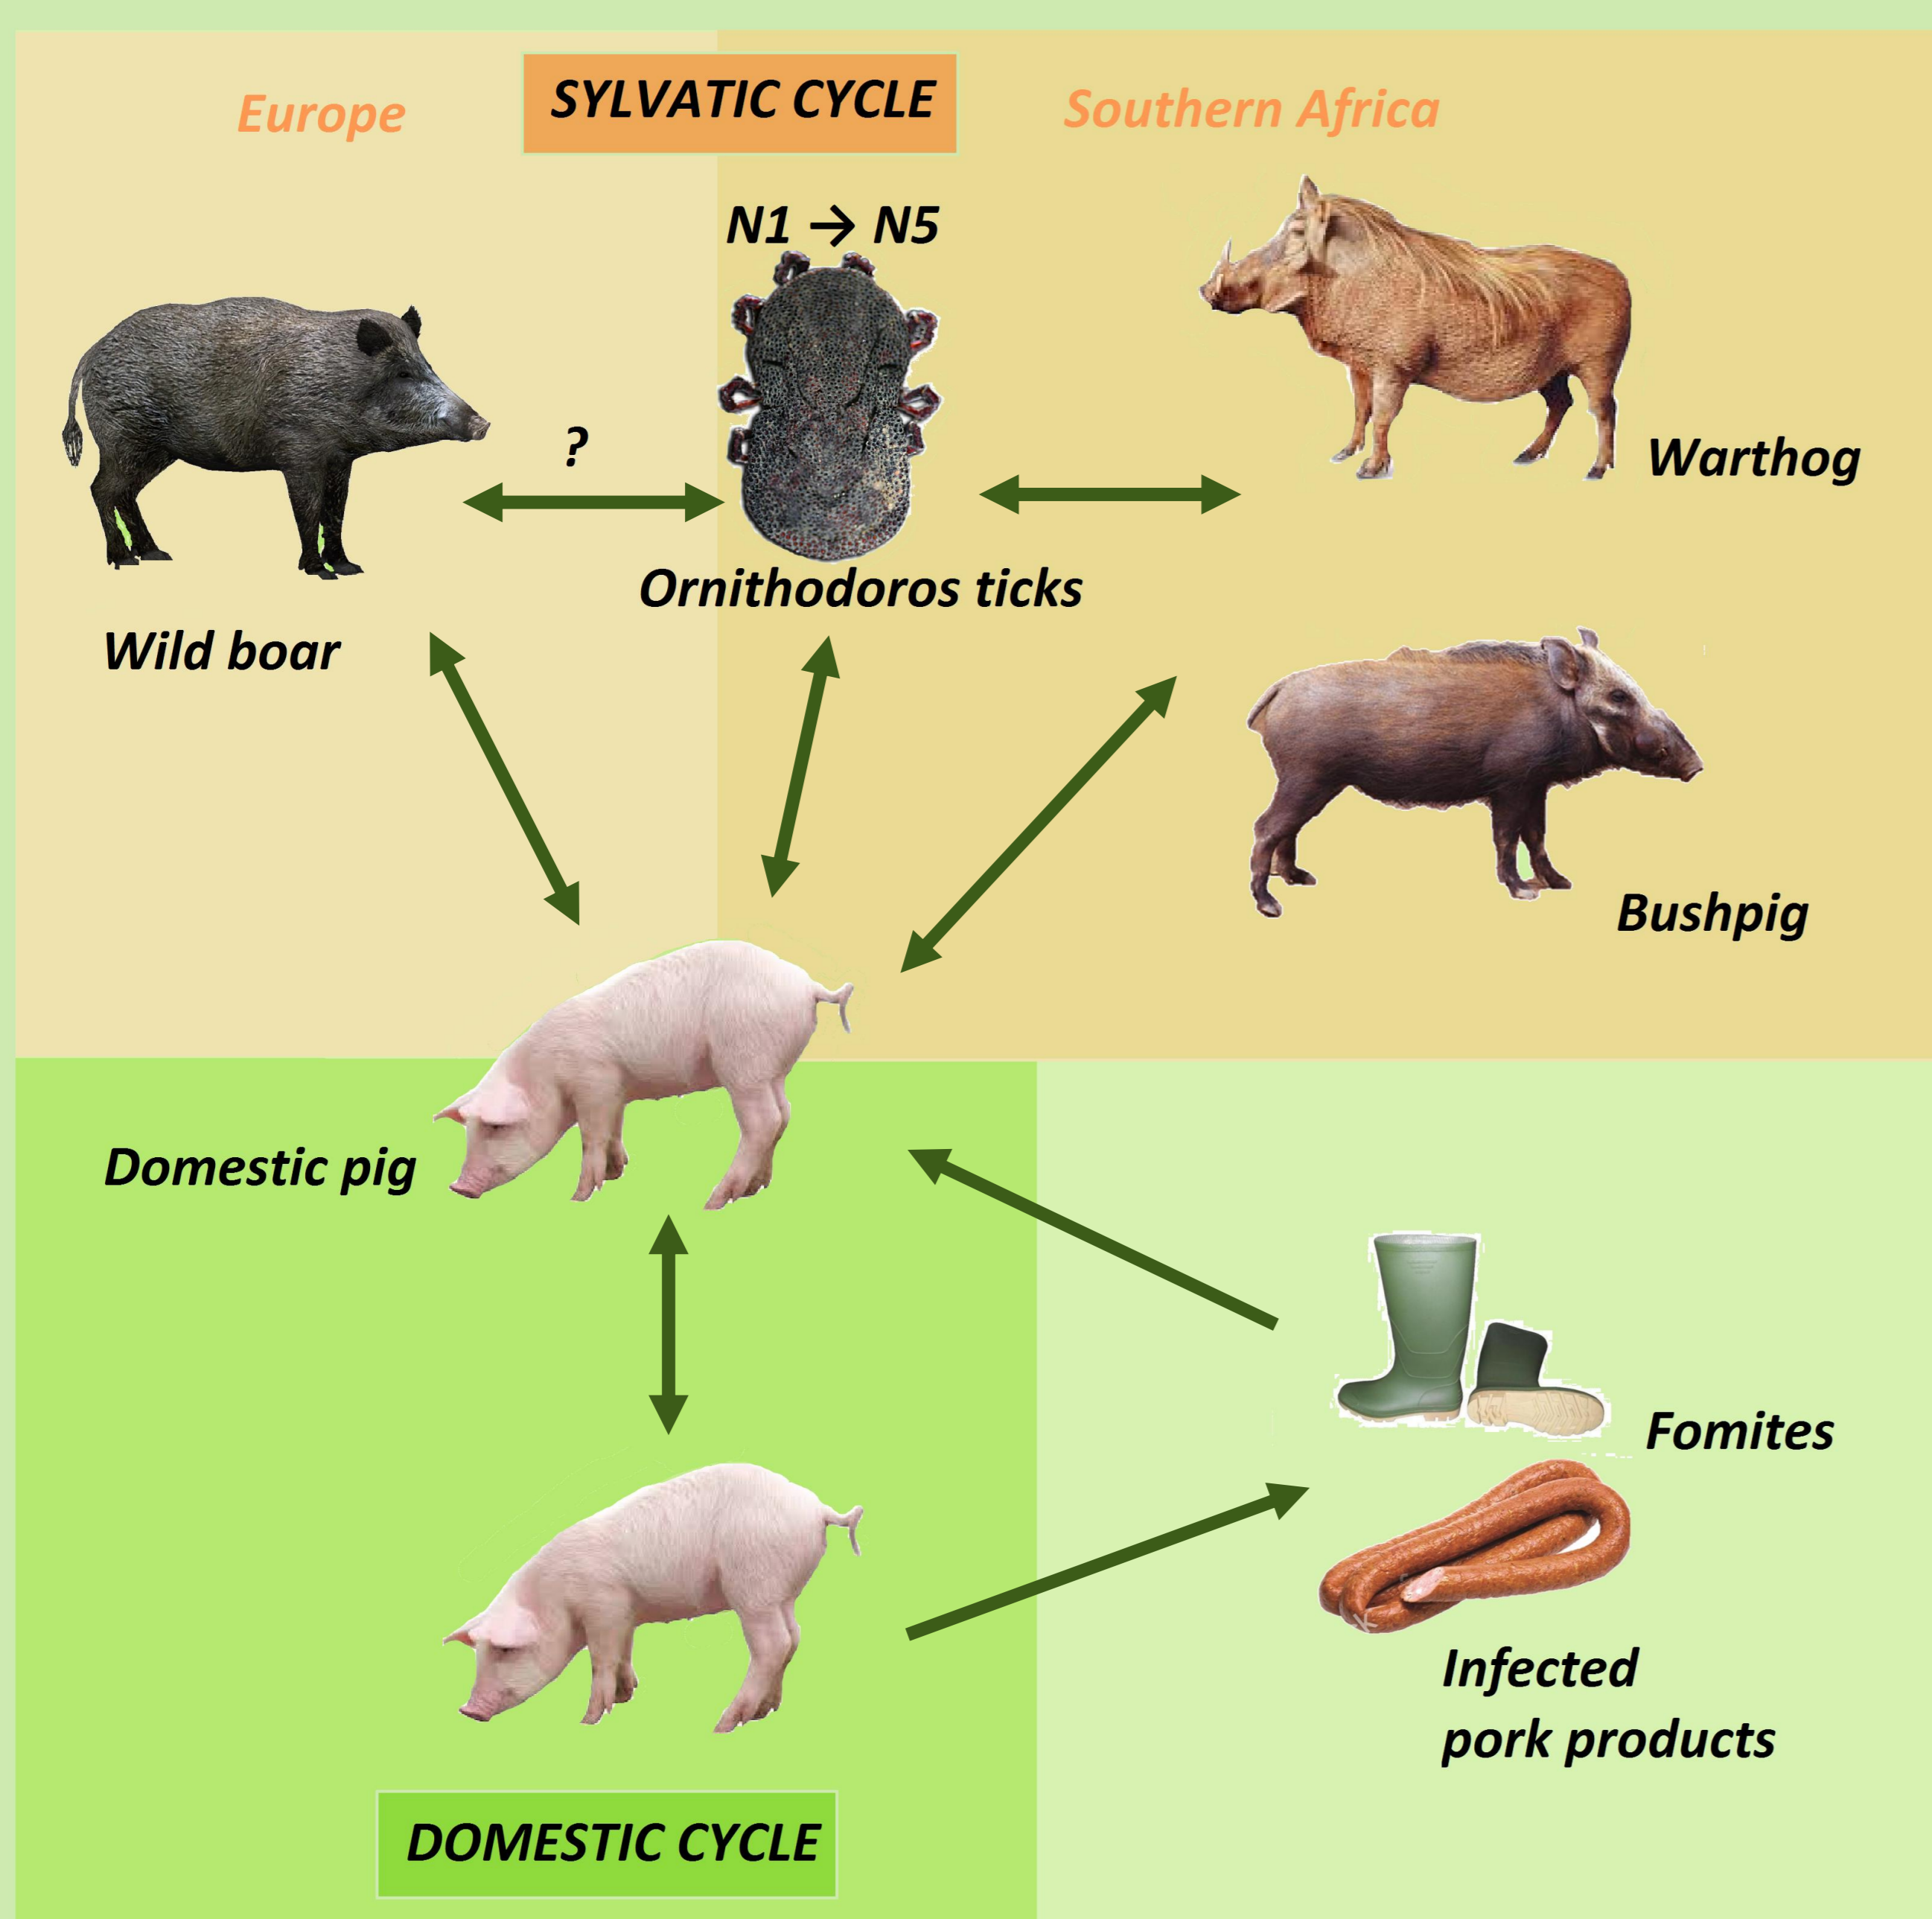 SYLVATIC CYCLE
Europe
Southern Africa
N1 → N5
?
Warthog
Ornithodoros ticks
Wild boar
Bushpig
Domestic pig
Fomites
Infected
pork products
DOMESTIC CYCLE